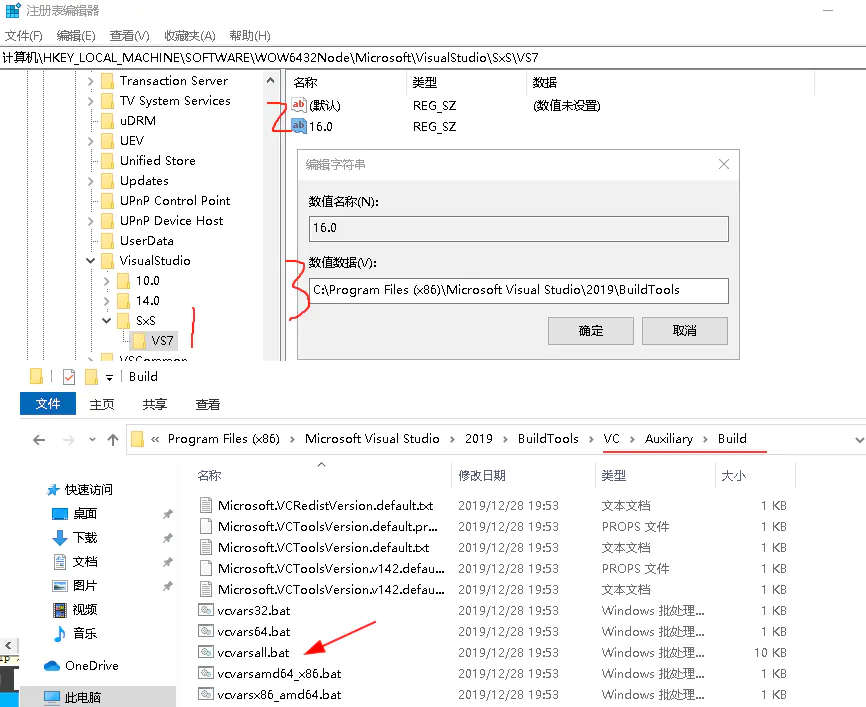 注册表编辑器
文件(F) 编辑(E) 查看(V) 收藏夹(A) 帮助(H)
计算机\HKEY_LOCAL_MACHINE\SOFTWARE\WOW6432Node\Microsoft\VisualStudio\SxS\VS7
Transaction Server
TV System Services
uDRM
UEV
Unified Store
Updates
UPnP Control Point
UPnP Device Host
UserData
VisualStudio
10.0
14.0
SxS
VS7
VSCommon
名称 类型 数据
ab (默认) REG_SZ (数值未设置)
ab 16.0 REG_SZ
编辑字符串
数值名称(N):
16.0
数值数据(V):
C:\Program Files (x86)\Microsoft Visual Studio\2019\BuildTools
确定 取消
1
2
3
Build
文件 主页 共享 查看
« Program Files (x86) > Microsoft Visual Studio > 2019 > BuildTools > VC > Auxiliary > Build
快速访问
桌面
下载
文档
图片
视频
音乐
OneDrive
此电脑
名称 修改日期 类型 大小
Microsoft.VCRedistVersion.default.txt 2019/12/28 19:53 文本文档 1 KB
Microsoft.VCToolsVersion.default.pr... 2019/12/28 19:53 PROPS 文件 1 KB
Microsoft.VCToolsVersion.default.txt 2019/12/28 19:53 文本文档 1 KB
Microsoft.VCToolsVersion.v142.defau... 2019/12/28 19:53 PROPS 文件 1 KB
Microsoft.VCToolsVersion.v142.defau... 2019/12/28 19:53 文本文档 1 KB
vcvars32.bat 2019/12/28 19:53 Windows 批处理... 1 KB
vcvars64.bat 2019/12/28 19:53 Windows 批处理... 1 KB
vcvarsall.bat 2019/12/28 19:53 Windows 批处理... 10 KB
vcvarsamd64_x86.bat 2019/12/28 19:53 Windows 批处理... 1 KB
vcvarsx86_amd64.bat 2019/12/28 19:53 Windows 批处理... 1 KB